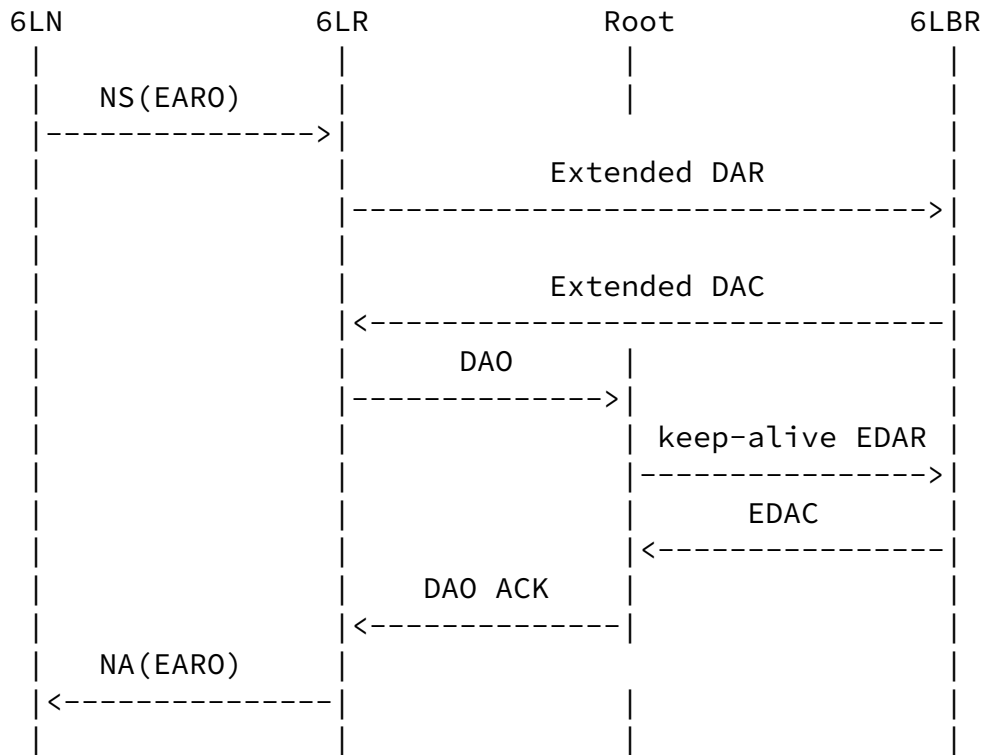 6LN 6LR Root 6LBR
NS(EARO)
Extended DAR
Extended DAC
DAO
keep-alive EDAR
EDAC
DAO ACK
NA(EARO)